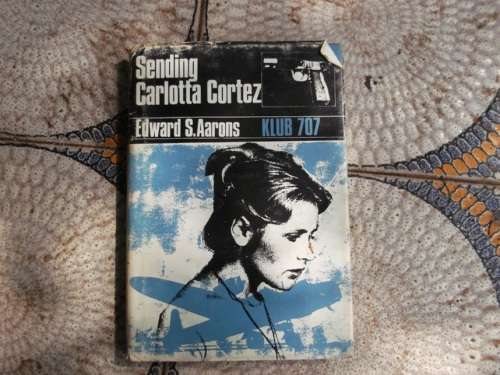 Sending
Carlotta Cortez
Edward S. Aarons KLUB 707